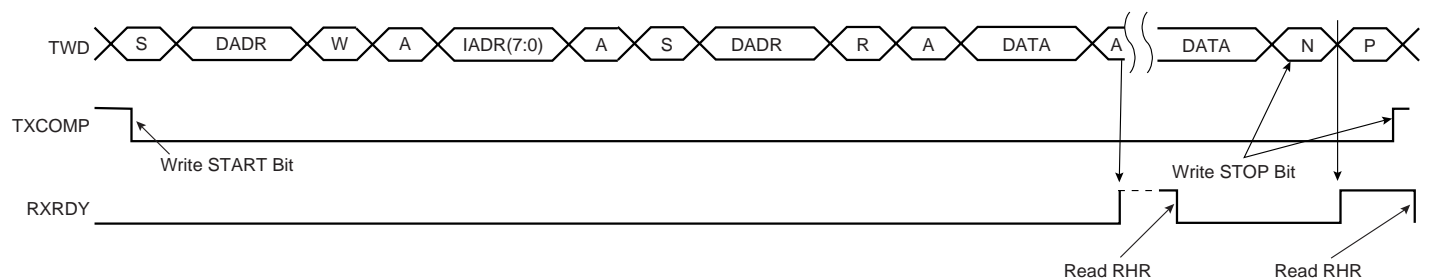 TWD S DADR W A IADR(7:0) A S DADR R A DATA A DATA N P
TXCOMP
Write START Bit
Write STOP Bit
RXRDY
Read RHR Read RHR